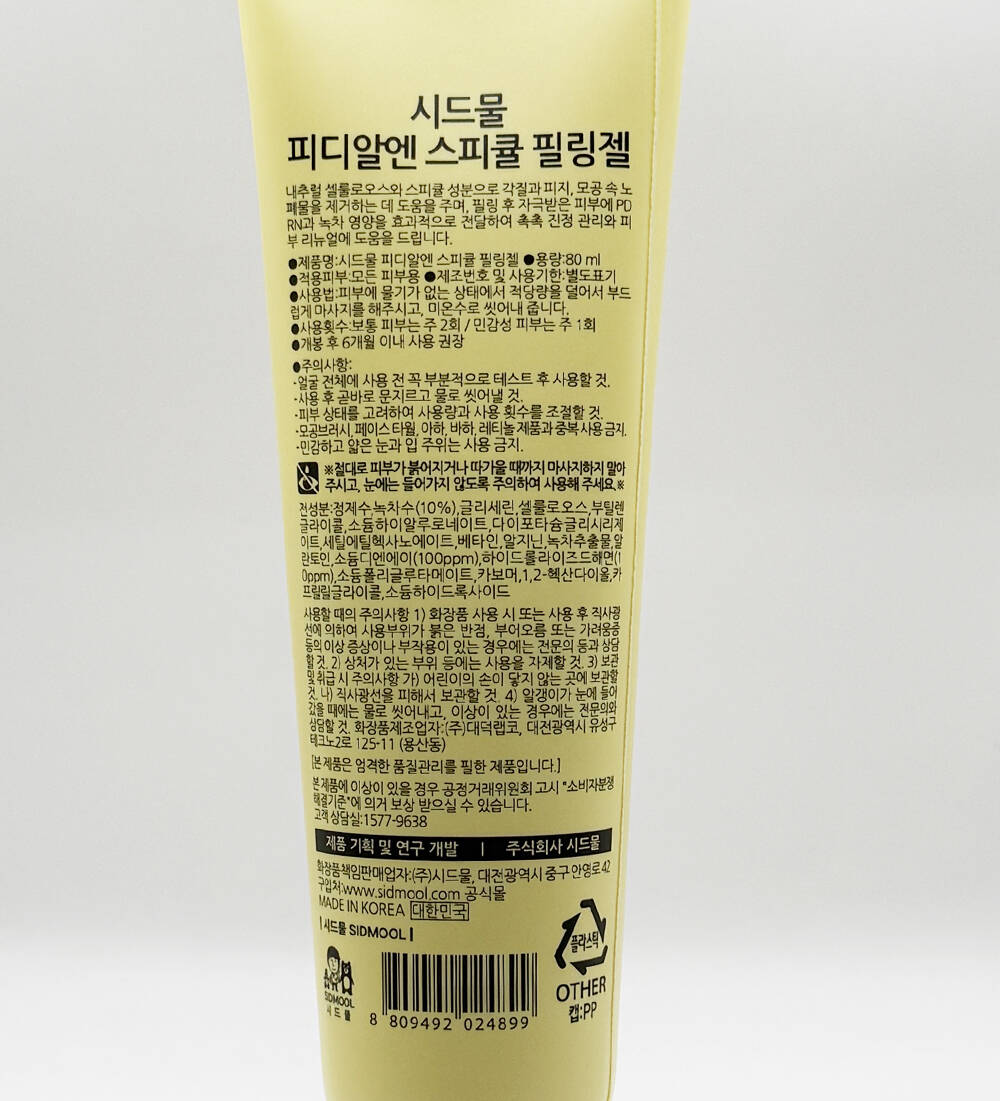 시드물
피디알엔 스피큘 필링젤
내추럴 셀룰로오스와 스피큘 성분으로 각질과 피지, 모공 속 노
폐물을 제거하는 데 도움을 주며, 필링 후 자극받은 피부에 PD
RN과 녹차 영양을 효과적으로 전달하여 촉촉 진정 관리와 피
부 리뉴얼에 도움을 드립니다.
●제품명:시드물 피디알엔 스피큘 필링젤 ●용량:80 ml
●적용피부:모든 피부용 ●제조번호 및 사용기한:별도표기
●사용법:피부에 물기가 없는 상태에서 적당량을 덜어서 부드
럽게 마사지를 해주시고, 미온수로 씻어내 줍니다.
●사용횟수:보통 피부는 주 2회 / 민감성 피부는 주 1회
●개봉 후 6개월 이내 사용 권장
●주의사항:
-얼굴 전체에 사용 전 꼭 부분적으로 테스트 후 사용할 것.
-사용 후 곧바로 문지르고 물로 씻어낼 것.
-피부 상태를 고려하여 사용량과 사용 횟수를 조절할 것.
-모공브러시, 페이스 타월, 아하, 바하, 레티놀 제품과 중복 사용 금지.
-민감하고 얇은 눈과 입 주위는 사용 금지.
※절대로 피부가 붉어지거나 따가울 때까지 마사지하지 말아
주시고, 눈에는 들어가지 않도록 주의하여 사용해 주세요.※
전성분:정제수,녹차수(10%),글리세린,셀룰로오스,부틸렌
글라이콜,소듐하이알루로네이트,다이포타슘글리시리제
이트,세틸에틸헥사노에이트,베타인,알지닌,녹차추출물,알
란토인,소듐디엔에이(100ppm),하이드롤라이즈드해면(1
0ppm),소듐폴리글루타메이트,카보머,1,2-헥산다이올,카
프릴릴글라이콜,소듐하이드록사이드
사용할 때의 주의사항 1) 화장품 사용 시 또는 사용 후 직사광
선에 의하여 사용부위가 붉은 반점, 부어오름 또는 가려움증
등의 이상 증상이나 부작용이 있는 경우에는 전문의 등과 상담
할 것. 2) 상처가 있는 부위 등에는 사용을 자제할 것. 3) 보관
및 취급 시 주의사항 가) 어린이의 손이 닿지 않는 곳에 보관할
것. 나) 직사광선을 피해서 보관할 것. 4) 알갱이가 눈에 들어
갔을 때에는 물로 씻어내고, 이상이 있는 경우에는 전문의와
상담할 것. 화장품제조업자:(주)대덕랩코, 대전광역시 유성구
테크노2로 125-11 (용산동)
[본 제품은 엄격한 품질관리를 필한 제품입니다.]
본 제품에 이상이 있을 경우 공정거래위원회 고시 "소비자분쟁
해결기준"에 의거 보상 받으실 수 있습니다.
고객 상담실:1577-9638
제품 기획 및 연구 개발 | 주식회사 시드물
화장품책임판매업자:(주)시드물, 대전광역시 중구 안영로 42
구입처:www.sidmool.com 공식몰
MADE IN KOREA 대한민국
| 시드물 SIDMOOL |
플라스틱
OTHER
캡:PP
SIDMOOL
시드물
8 809492 024899